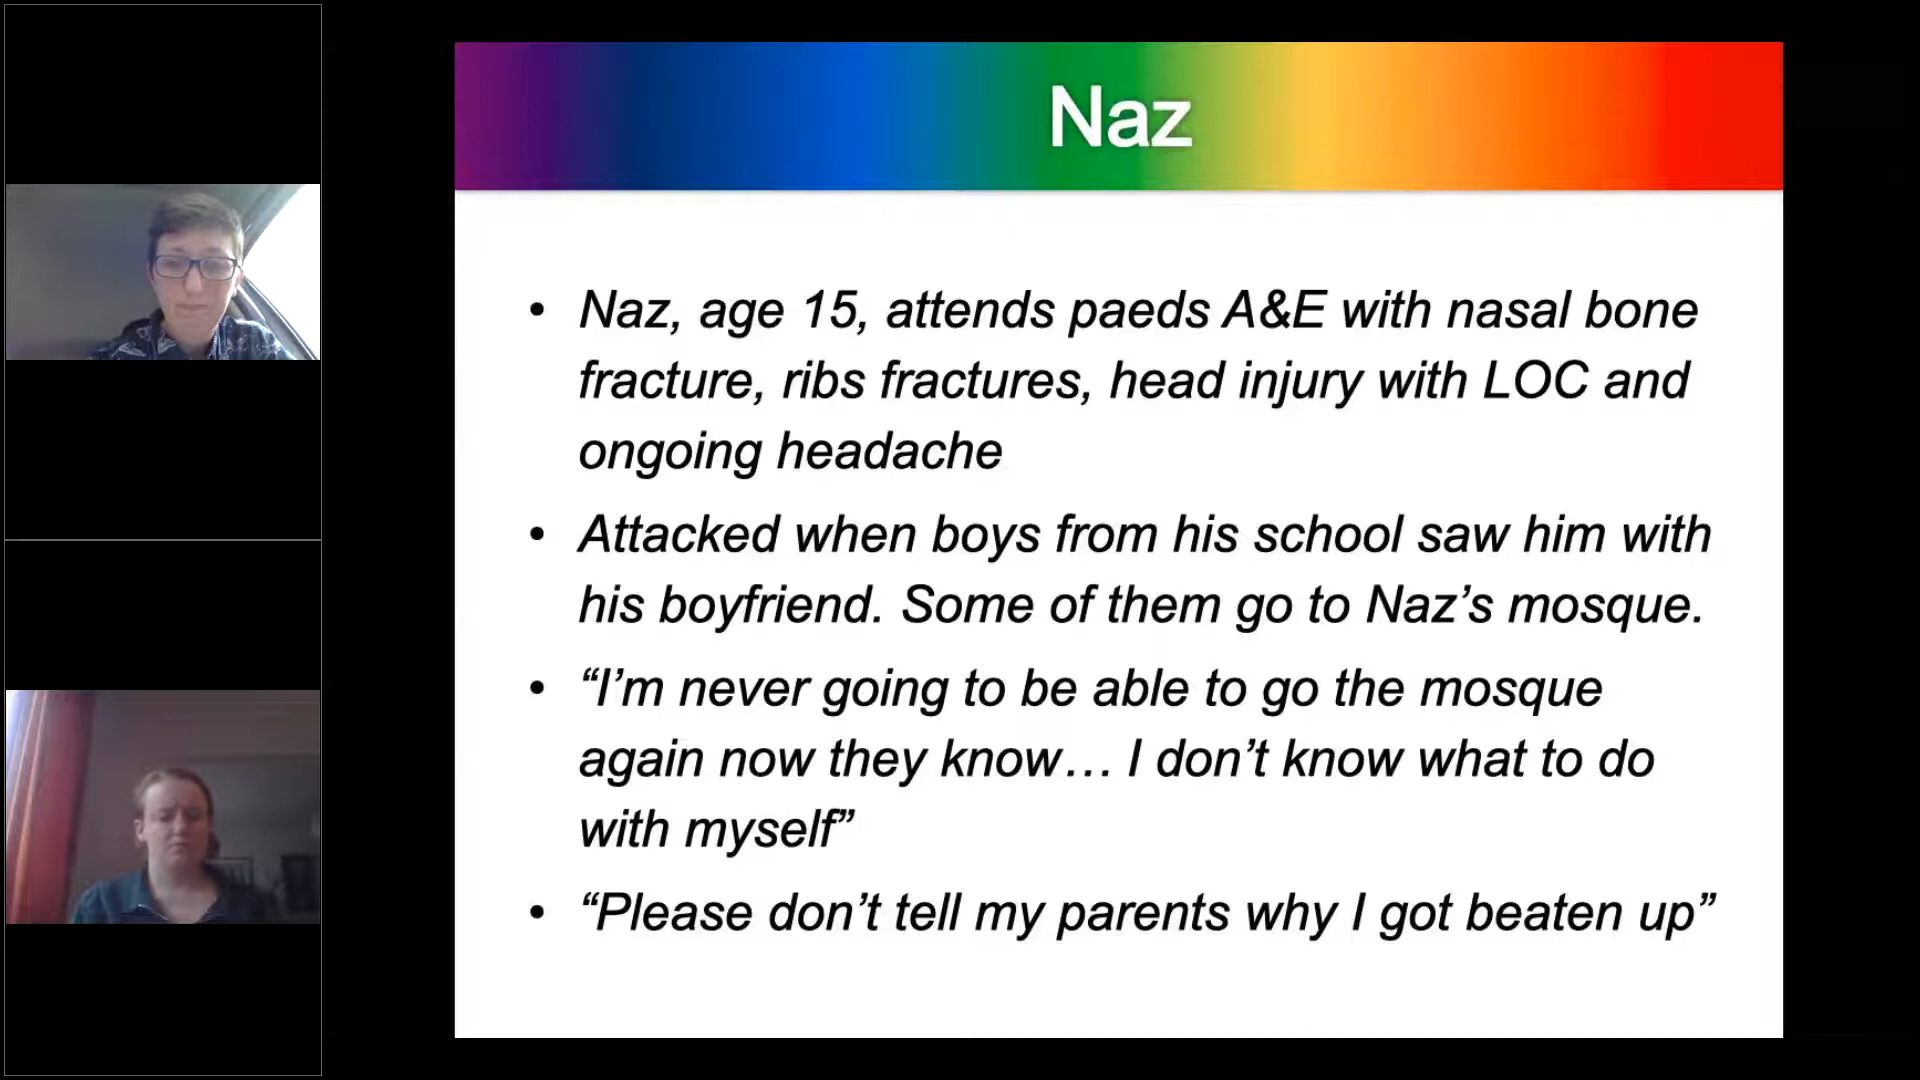 Naz
• Naz, age 15, attends paeds A&E with nasal bone
fracture, ribs fractures, head injury with LOC and
ongoing headache
• Attacked when boys from his school saw him with
his boyfriend. Some of them go to Naz’s mosque.
• “I’m never going to be able to go the mosque
again now they know… I don’t know what to do
with myself”
• “Please don’t tell my parents why I got beaten up”